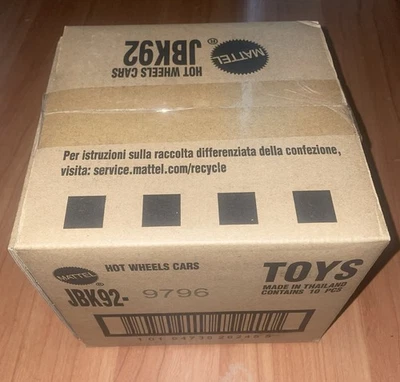 HOT WHEELS CARS
JBK92
MATTEL
®
Per istruzioni sulla raccolta differenziata della confezione,
visita: service.mattel.com/recycle
MATTEL
®
HOT WHEELS CARS
TOYS
JBK92- 9796
MADE IN THAILAND
CONTAINS 10 PCS